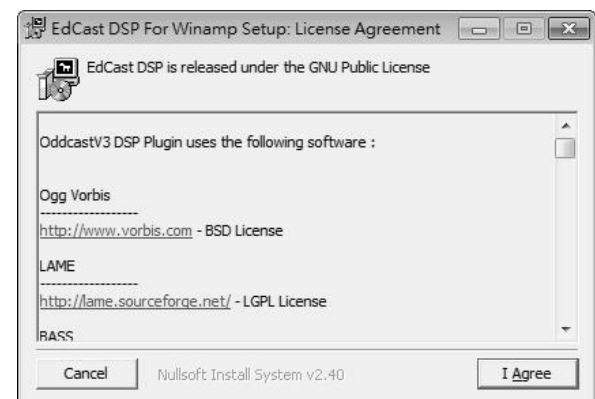 EdCast DSP For Winamp Setup: License Agreement
EdCast DSP is released under the GNU Public License
OddcastV3 DSP Plugin uses the following software :
Ogg Vorbis
------------------
http://www.vorbis.com - BSD License
LAME
------------------
http://lame.sourceforge.net/ - LGPL License
BASS
Cancel
Nullsoft Install System v2.40
I Agree